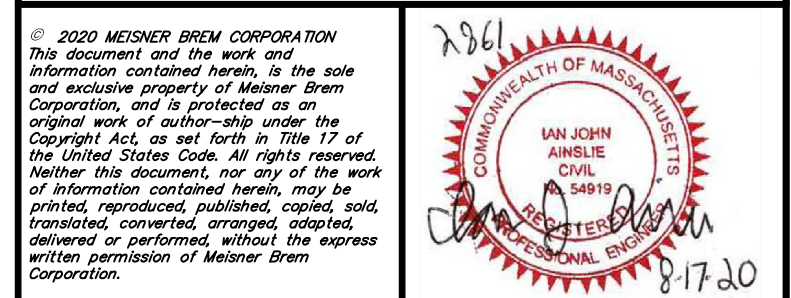 © 2020 MEISNER BREM CORPORATION
This document and the work and
information contained herein, is the sole
and exclusive property of Meisner Brem
Corporation, and is protected as an
original work of author-ship under the
Copyright Act, as set forth in Title 17 of
the United States Code. All rights reserved.
Neither this document, nor any of the work
of information contained herein, may be
printed, reproduced, published, copied, sold,
translated, converted, arranged, adapted,
delivered or performed, without the express
written permission of Meisner Brem
Corporation.
2861
COMMONWEALTH OF MASSACHUSETTS
IAN JOHN
AINSLIE
CIVIL
No. 54919
REGISTERED
PROFESSIONAL ENGINEER
8-17-20